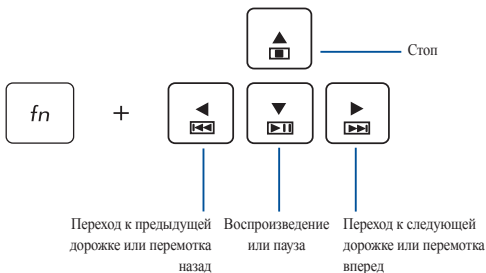 Стоп
fn +
Переход к предыдущей
дорожке или перемотка
назад
Воспроизведение
или пауза
Переход к следующей
дорожке или перемотка
вперед